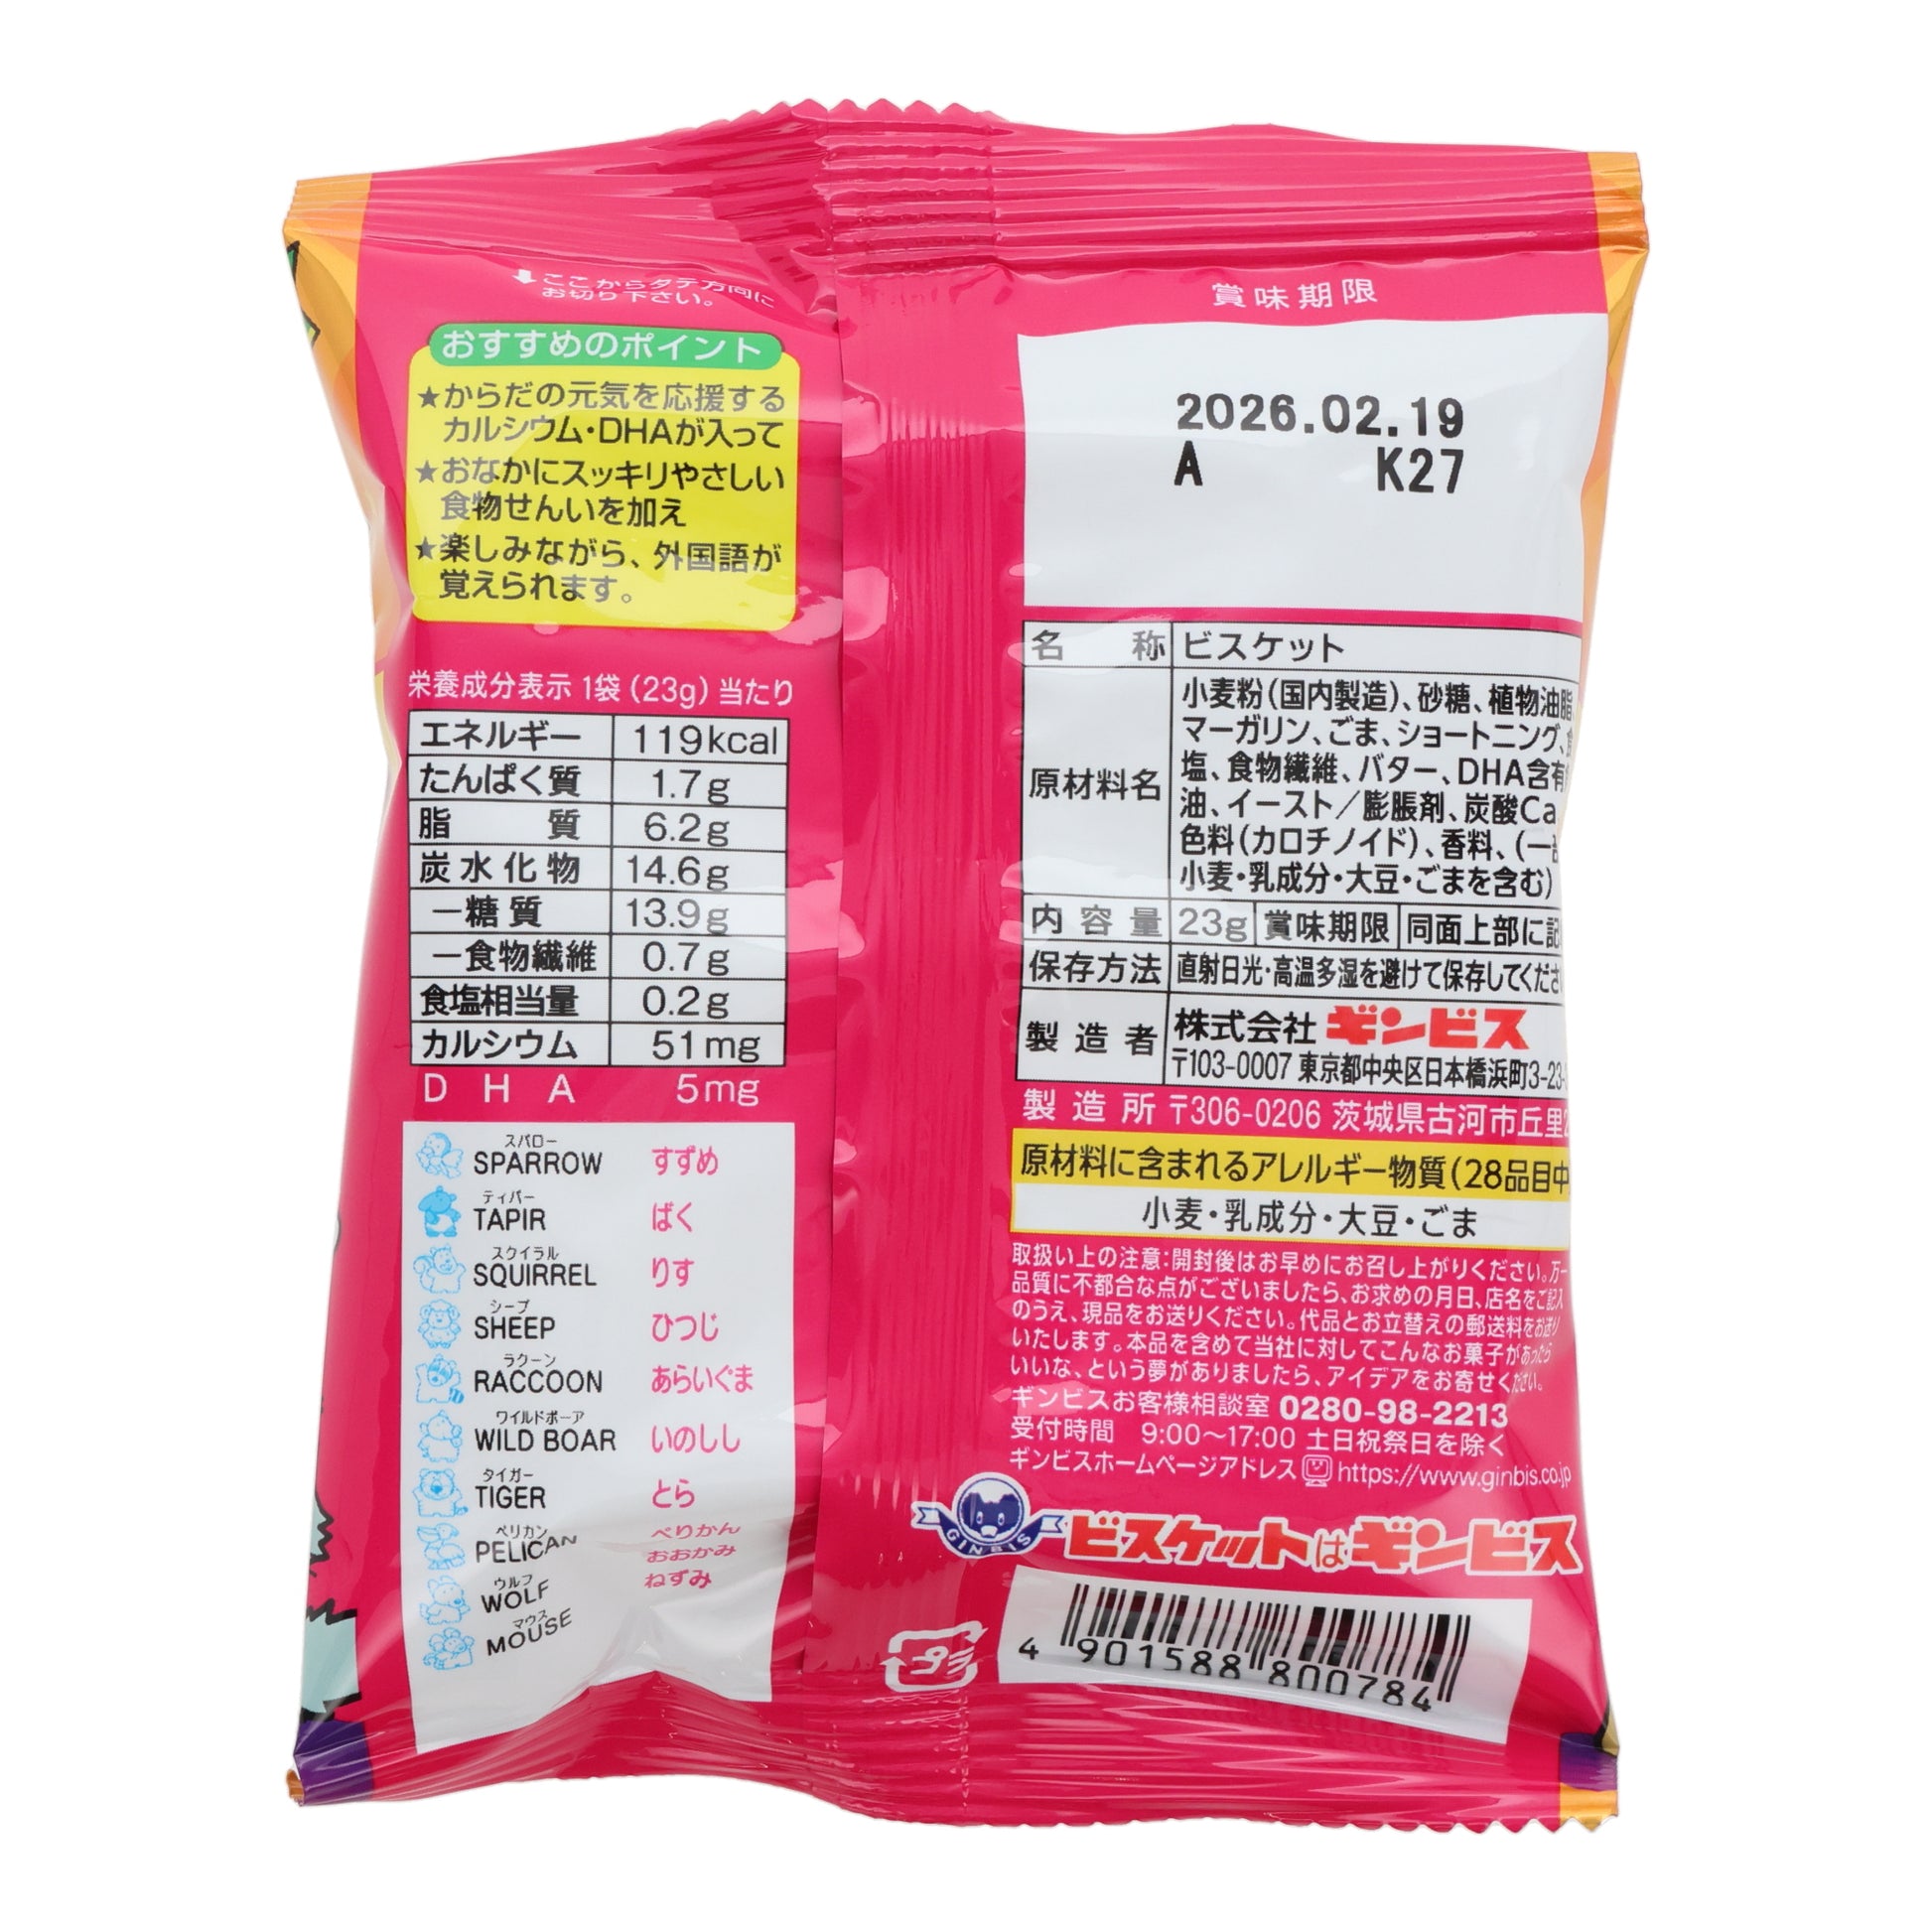 ここからタテ方向に
お切り下さい。
おすすめのポイント
★からだの元気を応援する
カルシウム・DHAが入って
★おなかにスッキリやさしい
食物せんいを加え
★楽しみながら、外国語が
覚えられます。
栄養成分表示 1袋(23g)当たり
エネルギー 119kcal
たんぱく質 1.7g
脂質 6.2g
炭水化物 14.6g
－糖質 13.9g
－食物繊維 0.7g
食塩相当量 0.2g
カルシウム 51mg
DHA 5mg
スパロー
SPARROW すずめ
ティパー
TAPIR ばく
スクイラル
SQUIRREL りす
シープ
SHEEP ひつじ
ラクーン
RACCOON あらいぐま
ワイルドボーア
WILD BOAR いのしし
タイガー
TIGER とら
ペリカン
PELICAN ぺりかん
ウルフ
WOLF おおかみ
マウス
MOUSE ねずみ
賞味期限
2026.02.19
A K27
名称 ビスケット
原材料名 小麦粉(国内製造)、砂糖、植物油脂
マーガリン、ごま、ショートニング、
塩、食物繊維、バター、DHA含有
油、イースト／膨脹剤、炭酸Ca
色料(カロチノイド)、香料、(一
小麦・乳成分・大豆・ごまを含む)
内容量 23g 賞味期限 同面上部に記
保存方法 直射日光・高温多湿を避けて保存してくださ
製造者 株式会社ギンビス
〒103-0007 東京都中央区日本橋浜町3-23-
製造所 〒306-0206 茨城県古河市丘里
原材料に含まれるアレルギー物質(28品目中
小麦・乳成分・大豆・ごま
取扱い上の注意:開封後はお早めにお召し上がりください。万一
品質に不都合な点がございましたら、お求めの月日、店名をご記入
のうえ、現品をお送りください。代品とお立替えの郵送料をお送り
いたします。本品を含めて当社に対してこんなお菓子があったら
いいな、という夢がありましたら、アイデアをお寄せください。
ギンビスお客様相談室 0280-98-2213
受付時間 9:00～17:00 土日祝祭日を除く
ギンビスホームページアドレス https://www.ginbis.co.jp
GINBIS
ビスケットはギンビス
プラ
4 901588 800784